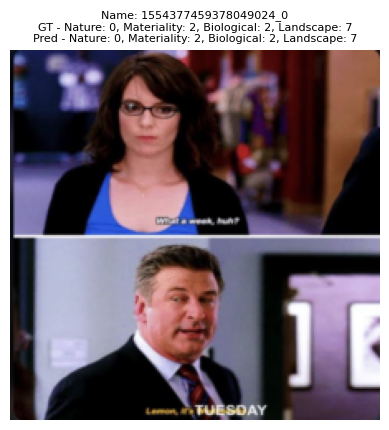 Name: 1554377459378049024_0
GT - Nature: 0, Materiality: 2, Biological: 2, Landscape: 7
Pred - Nature: 0, Materiality: 2, Biological: 2, Landscape: 7
What a week, huh?
Lemon, it's TUESDAY